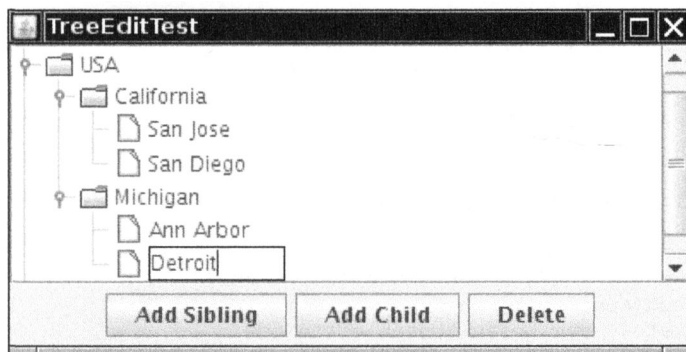 TreeEditTest
USA
California
San Jose
San Diego
Michigan
Ann Arbor
Detroit
Add Sibling Add Child Delete